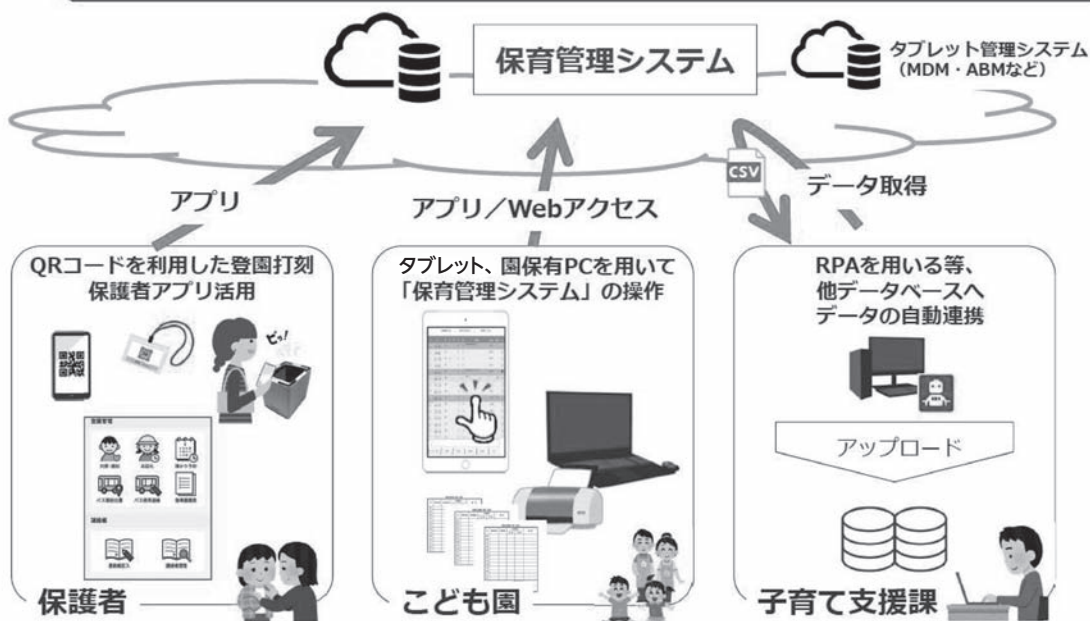 保育管理システム
タブレット管理システム
（MDM・ABMなど）
アプリ
アプリ／Webアクセス
CSV
データ取得
QRコードを利用した登園打刻
保護者アプリ活用
ピッ！
保護者
タブレット、園保有PCを用いて
「保育管理システム」の操作
こども園
RPAを用いる等、
他データベースへ
データの自動連携
アップロード
子育て支援課